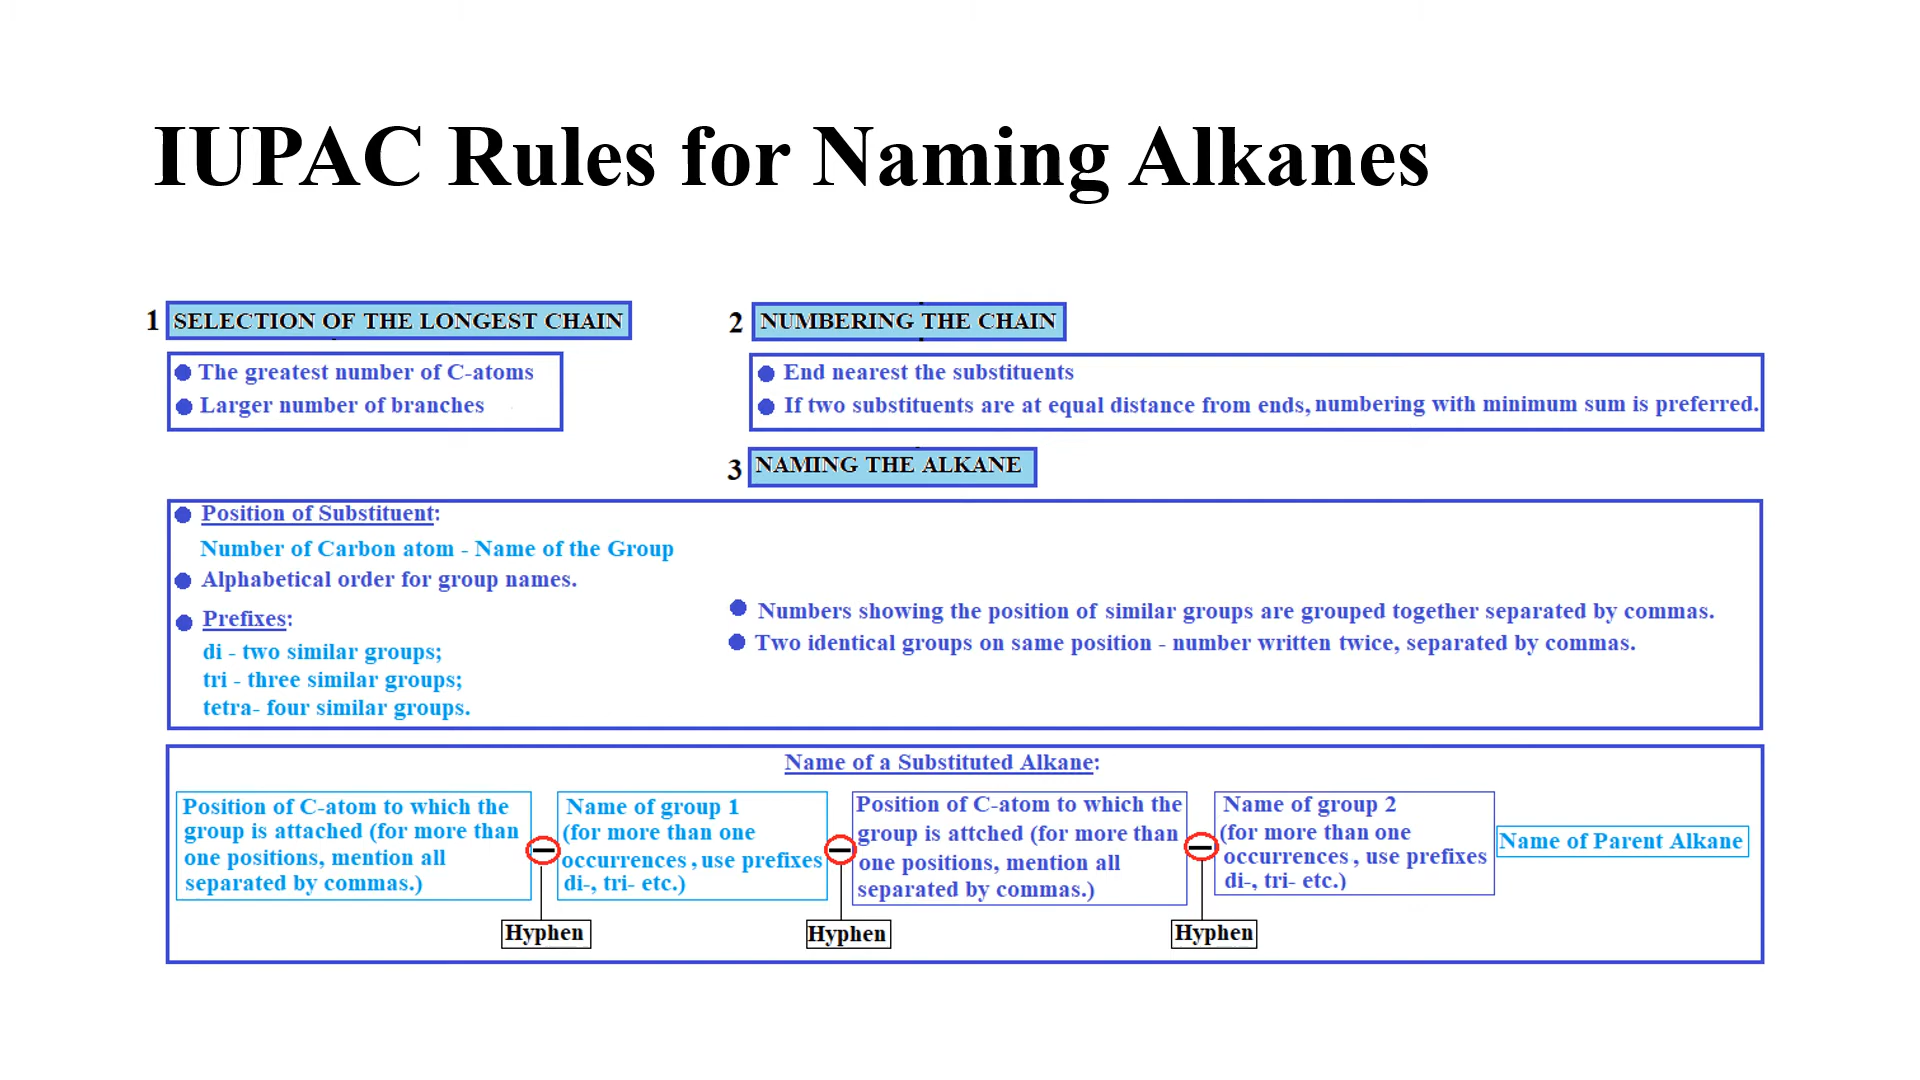 IUPAC Rules for Naming Alkanes
1 SELECTION OF THE LONGEST CHAIN
● The greatest number of C-atoms
● Larger number of branches
2 NUMBERING THE CHAIN
● End nearest the substituents
● If two substituents are at equal distance from ends, numbering with minimum sum is preferred.
3 NAMING THE ALKANE
● Position of Substituent:
Number of Carbon atom - Name of the Group
● Alphabetical order for group names.
● Prefixes:
di - two similar groups;
tri - three similar groups;
tetra- four similar groups.
● Numbers showing the position of similar groups are grouped together separated by commas.
● Two identical groups on same position - number written twice, separated by commas.
Name of a Substituted Alkane:
Position of C-atom to which the
group is attached (for more than
one positions, mention all
separated by commas.)
Hyphen
Name of group 1
(for more than one
occurrences , use prefixes
di-, tri- etc.)
Hyphen
Position of C-atom to which the
group is attched (for more than
one positions, mention all
separated by commas.)
Hyphen
Name of group 2
(for more than one
occurrences , use prefixes
di-, tri- etc.)
Name of Parent Alkane